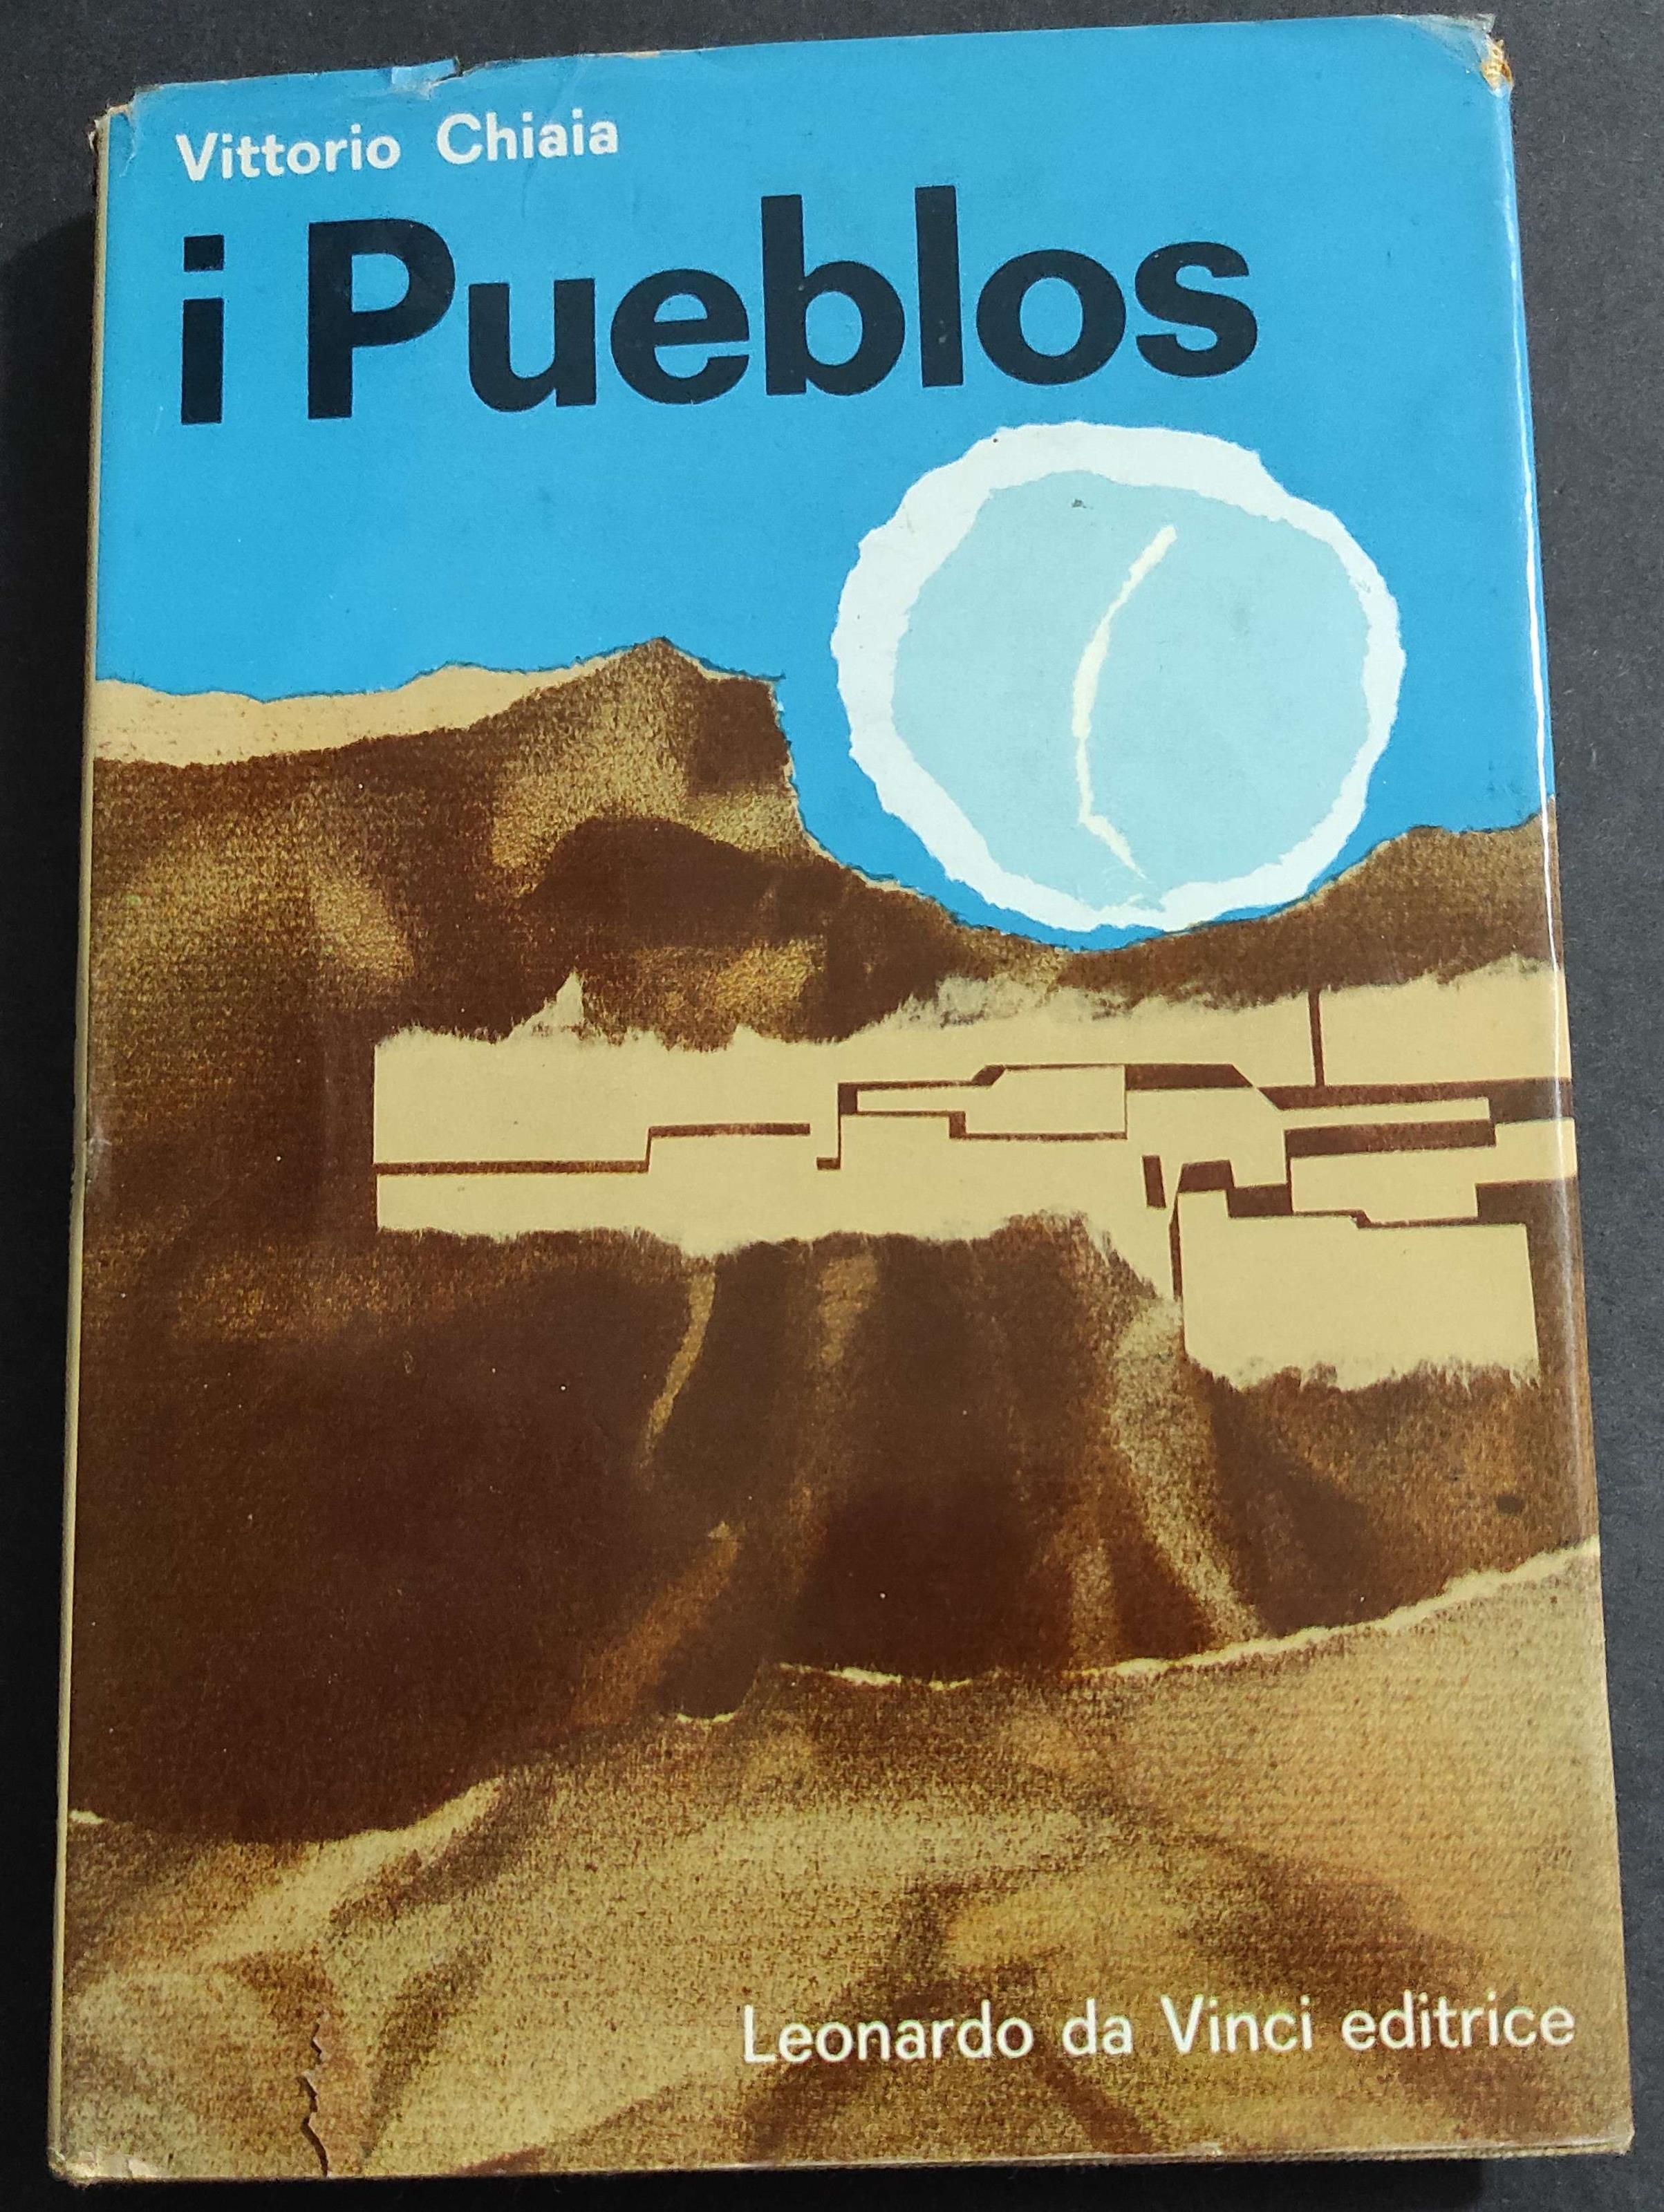 Vittorio Chiaia
i Pueblos
Leonardo da Vinci editrice